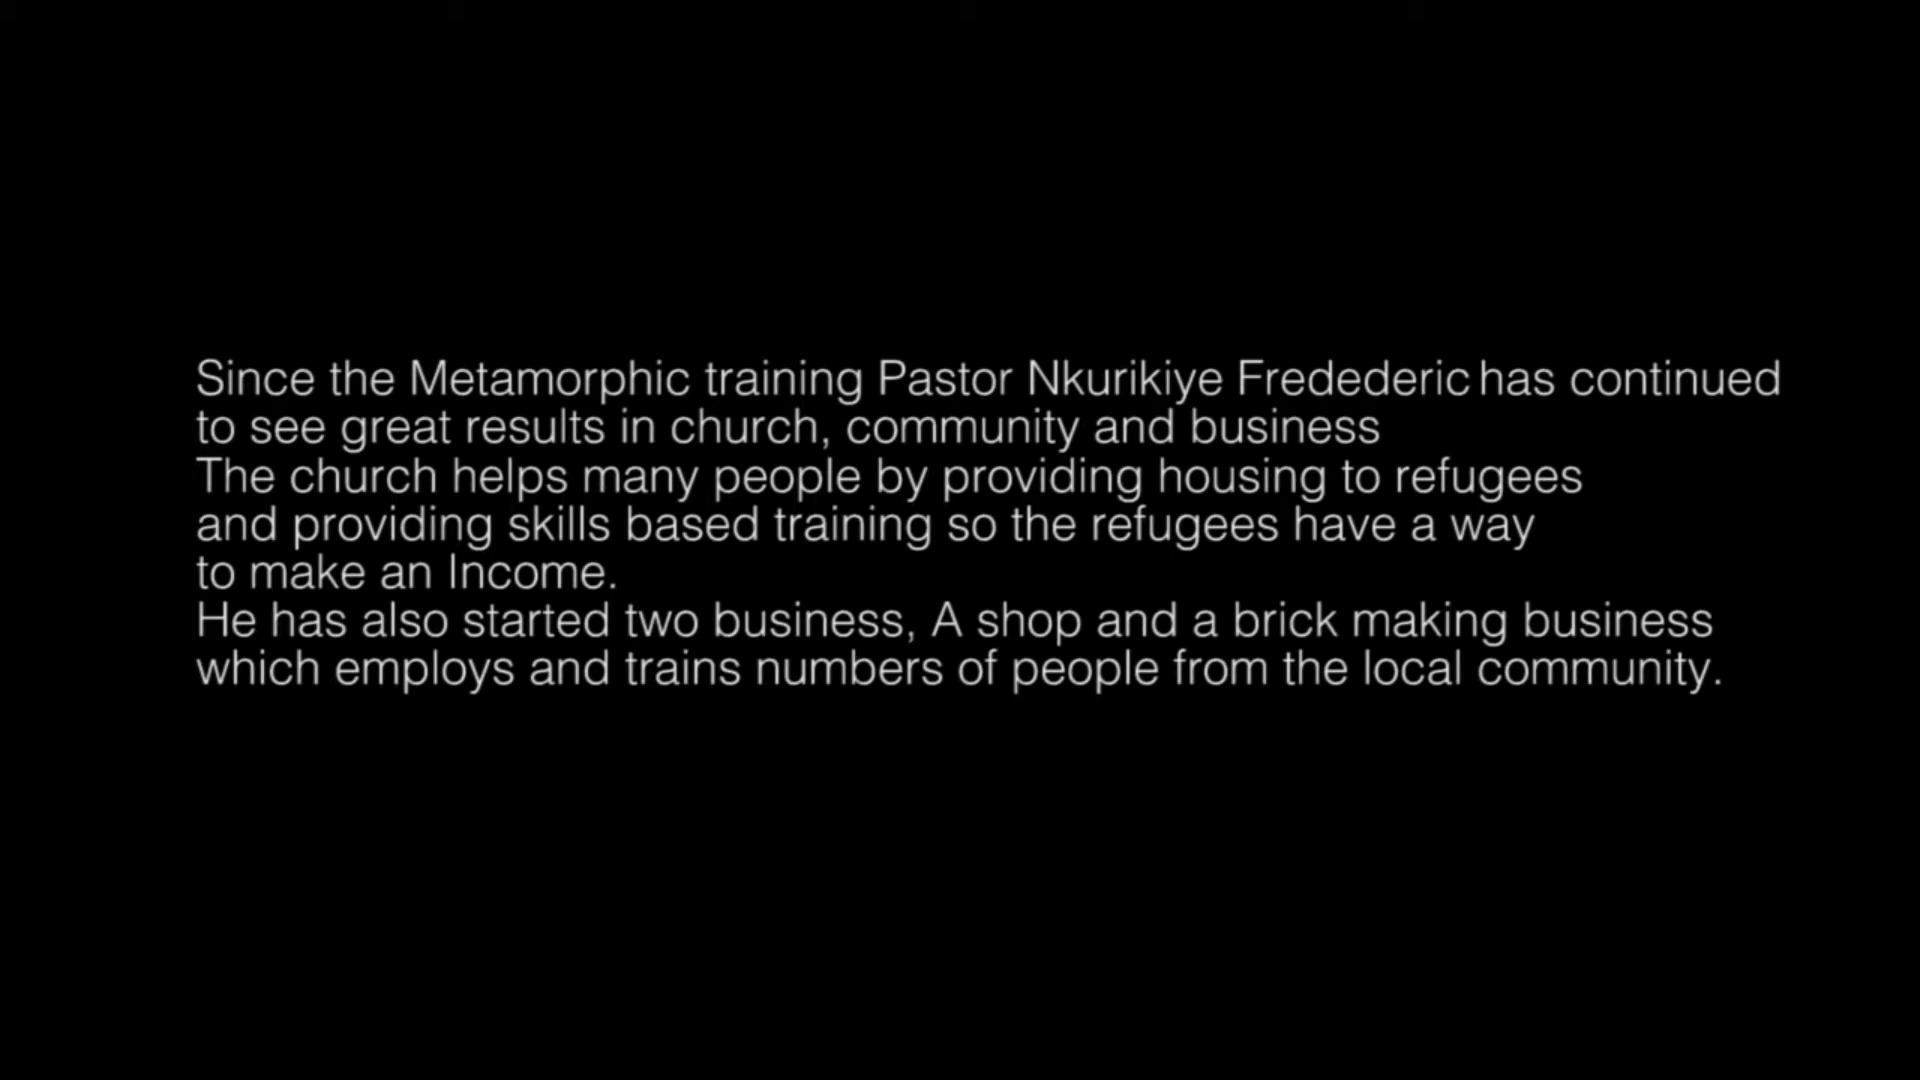 Since the Metamorphic training Pastor Nkurikiye Fredederic has continued
to see great results in church, community and business
The church helps many people by providing housing to refugees
and providing skills based training so the refugees have a way
to make an Income.
He has also started two business, A shop and a brick making business
which employs and trains numbers of people from the local community.